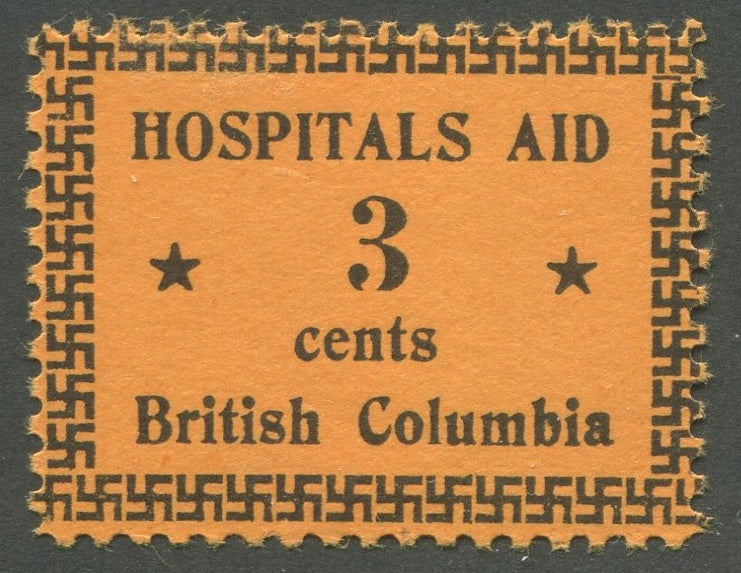 HOSPITALS AID
3
cents
British Columbia